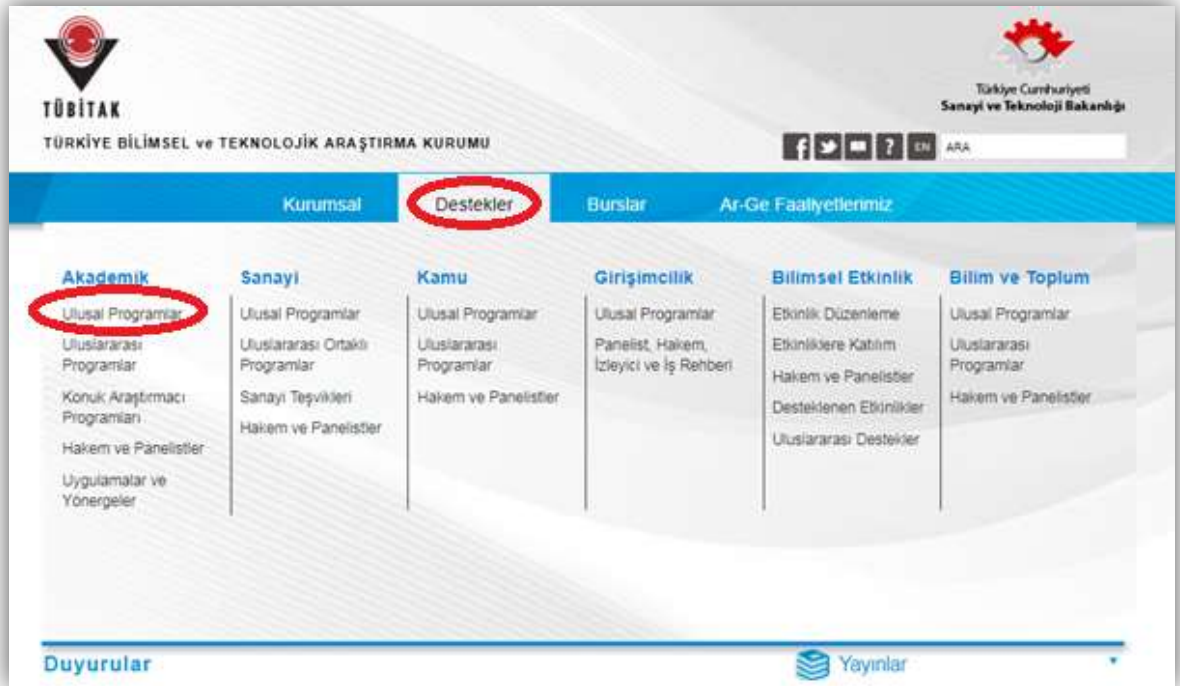 TÜBİTAK
TÜRKİYE BİLİMSEL ve TEKNOLOJİK ARAŞTIRMA KURUMU
Türkiye Cumhuriyeti
Sanayi ve Teknoloji Bakanlığı
f ? EN ARA
Kurumsal Destekler Burslar Ar-Ge Faaliyetlerimiz
Akademik
Ulusal Programlar
Uluslararası
Programlar
Konuk Araştırmacı
Programları
Hakem ve Panelistler
Uygulamalar ve
Yönergeler
Sanayi
Ulusal Programlar
Uluslararası Ortaklı
Programlar
Sanayi Teşvikleri
Hakem ve Panelistler
Kamu
Ulusal Programlar
Uluslararası
Programlar
Hakem ve Panelistler
Girişimcilik
Ulusal Programlar
Panelist, Hakem,
İzleyici ve İş Rehberi
Bilimsel Etkinlik
Etkinlik Düzenleme
Etkinliklere Katılım
Hakem ve Panelistler
Desteklenen Etkinlikler
Uluslararası Destekler
Bilim ve Toplum
Ulusal Programlar
Uluslararası
Programlar
Hakem ve Panelistler
Duyurular
Yayınlar